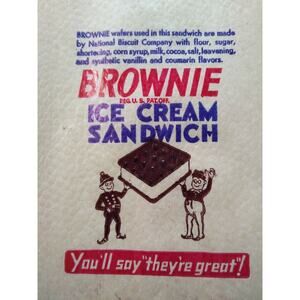 BROWNIE wafers used in this sandwich are made
by National Biscuit Company with flour, sugar,
shortening, corn syrup, milk, cocoa, salt, leavening,
and synthetic vanillin and coumarin flavors.
BROWNIE
REG. U. S. PAT. OFF.
ICE CREAM
SANDWICH
You'll say "they're great"!